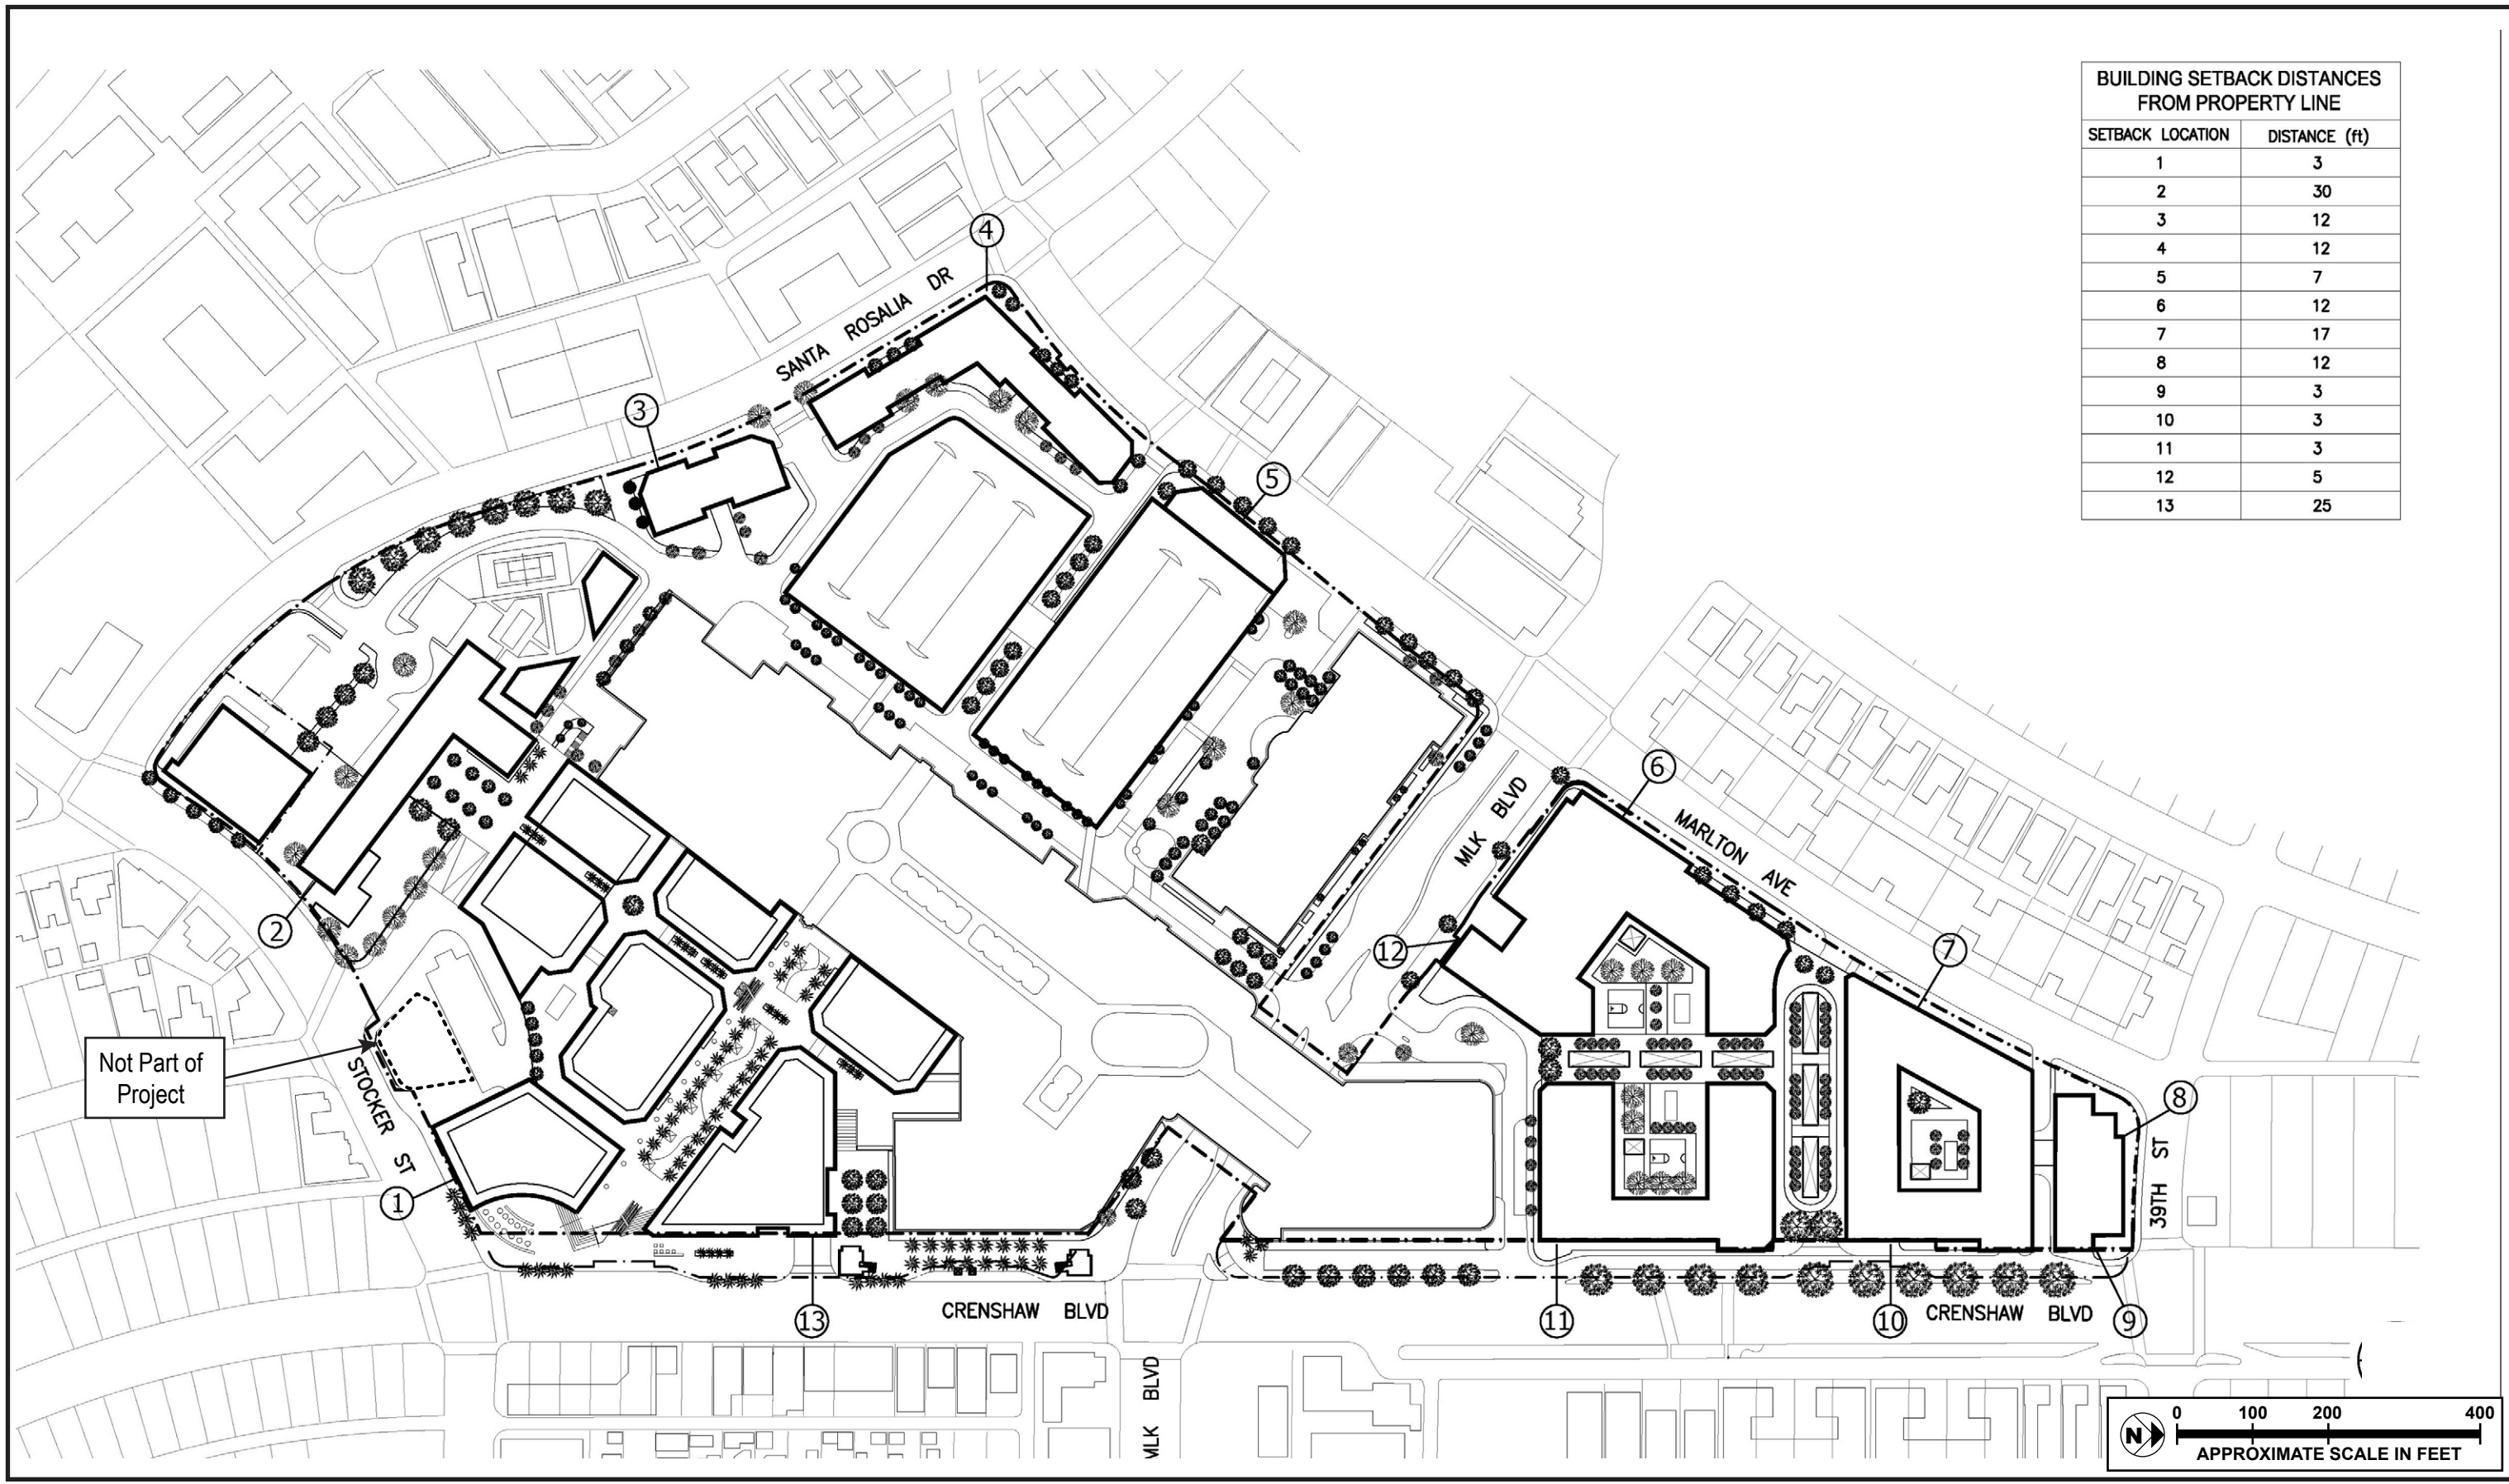 BUILDING SETBACK DISTANCES
FROM PROPERTY LINE
SETBACK LOCATION DISTANCE (ft)
1 3
2 30
3 12
4 12
5 7
6 12
7 17
8 12
9 3
10 3
11 3
12 5
13 25
4
SANTA ROSALIA DR
3
5
6
MLK BLVD
MARLTON AVE
2
12
7
Not Part of
Project
STOCKER ST
8
1
39TH ST
13
CRENSHAW BLVD
11
10
CRENSHAW BLVD
9
MLK BLVD
N
0 100 200 400
APPROXIMATE SCALE IN FEET